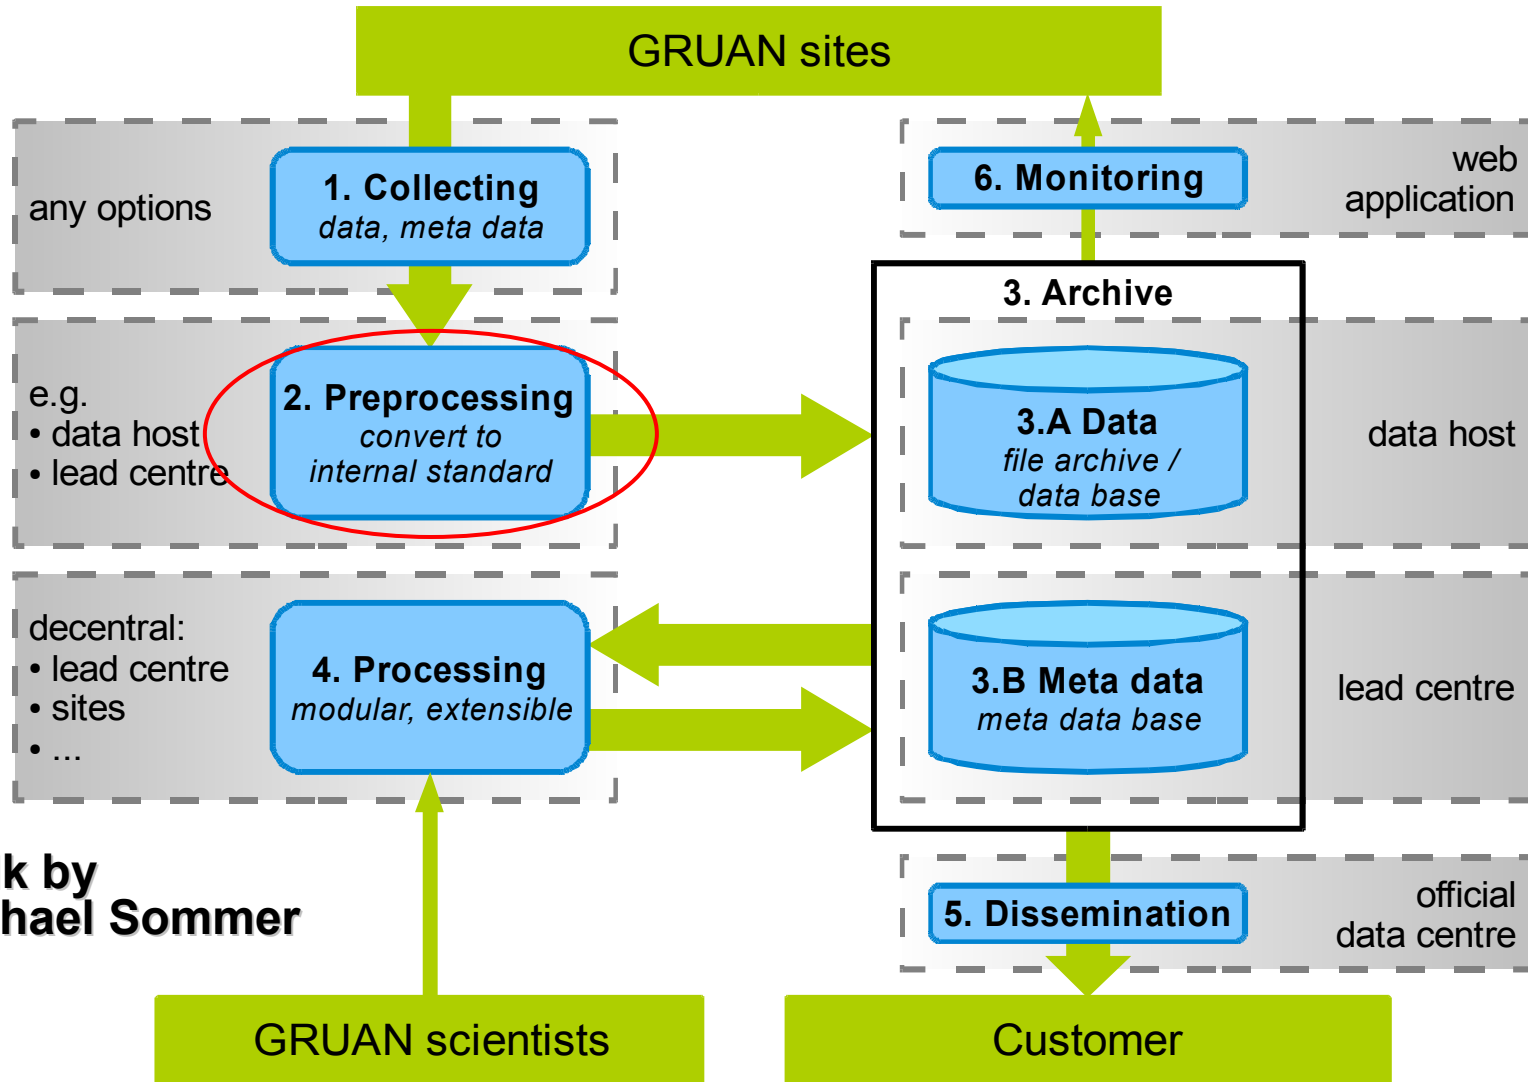 GRUAN sites
any options
1. Collecting
data, meta data
6. Monitoring
web
application
3. Archive
e.g.
• data host
• lead centre
2. Preprocessing
convert to
internal standard
3.A Data
file archive /
data base
data host
decentral:
• lead centre
• sites
• ...
4. Processing
modular, extensible
3.B Meta data
meta data base
lead centre
k by
hael Sommer
5. Dissemination
official
data centre
GRUAN scientists
Customer